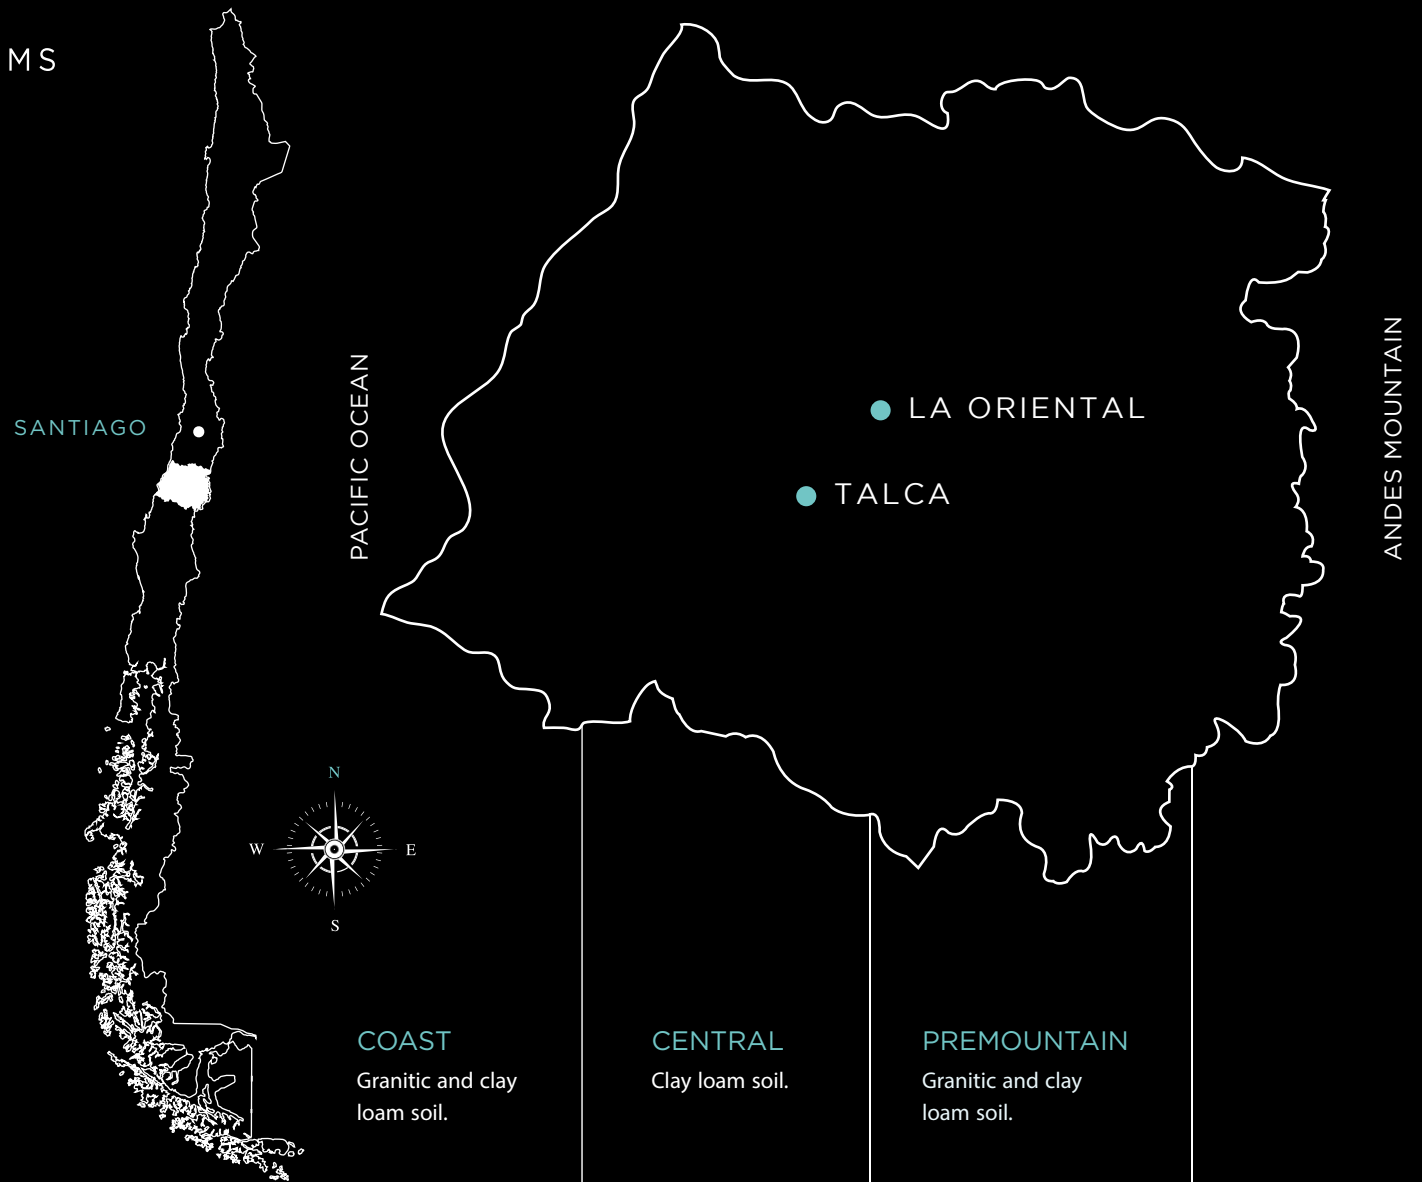 MS
SANTIAGO
PACIFIC OCEAN
LA ORIENTAL
TALCA
ANDES MOUNTAIN
N
W
E
S
COAST
Granitic and clay
loam soil.
CENTRAL
Clay loam soil.
PREMOUNTAIN
Granitic and clay
loam soil.